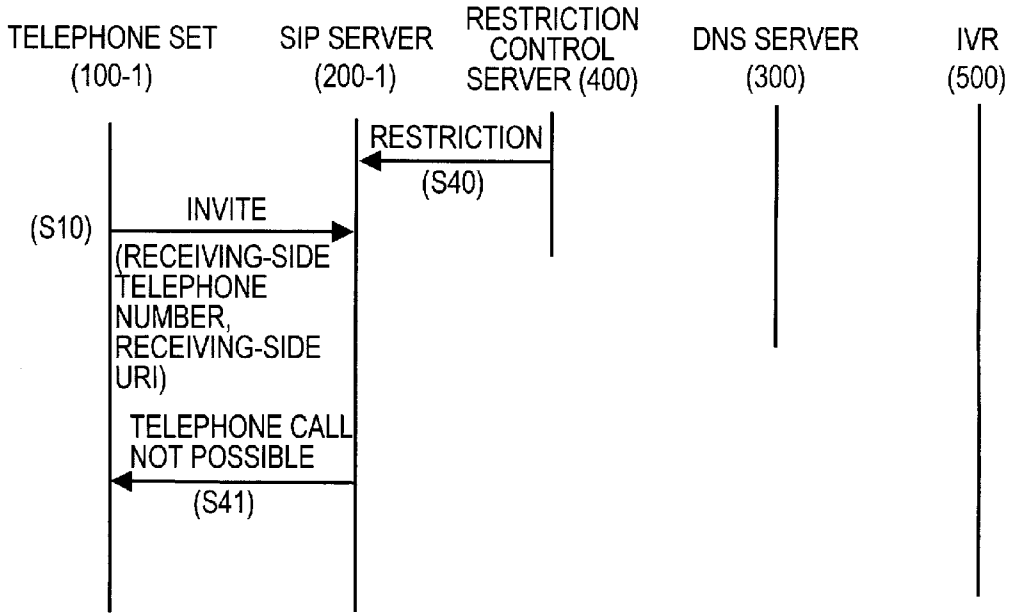 TELEPHONE SET
(100-1)
SIP SERVER
(200-1)
RESTRICTION
CONTROL
SERVER (400)
DNS SERVER
(300)
IVR
(500)
RESTRICTION
(S40)
(S10)
INVITE
(RECEIVING-SIDE
TELEPHONE
NUMBER,
RECEIVING-SIDE
URI)
TELEPHONE CALL
NOT POSSIBLE
(S41)